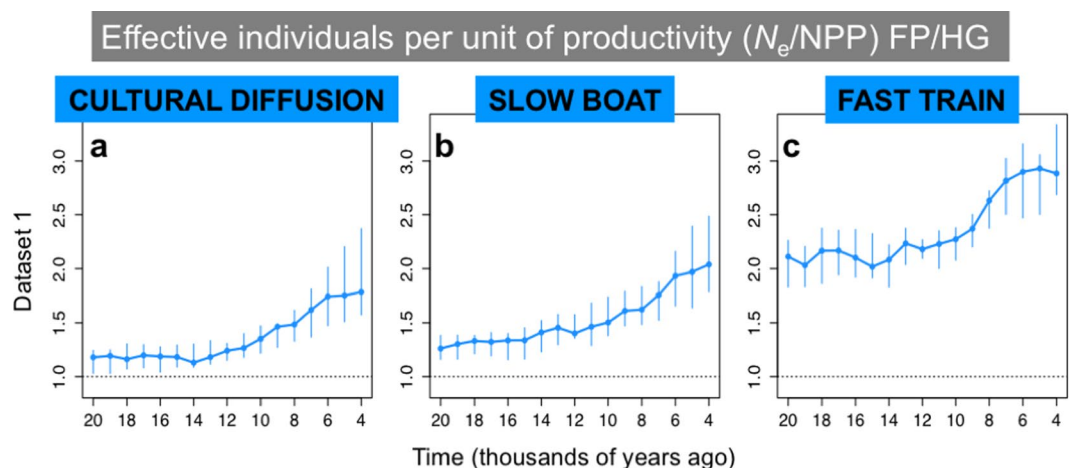 Effective individuals per unit of productivity (Ne/NPP) FP/HG
CULTURAL DIFFUSION
SLOW BOAT
FAST TRAIN
a
b
c
Dataset 1
3.0
2.5
2.0
1.5
1.0
3.0
2.5
2.0
1.5
1.0
3.0
2.5
2.0
1.5
1.0
20 18 16 14 12 10 8 6 4
20 18 16 14 12 10 8 6 4
20 18 16 14 12 10 8 6 4
Time (thousands of years ago)